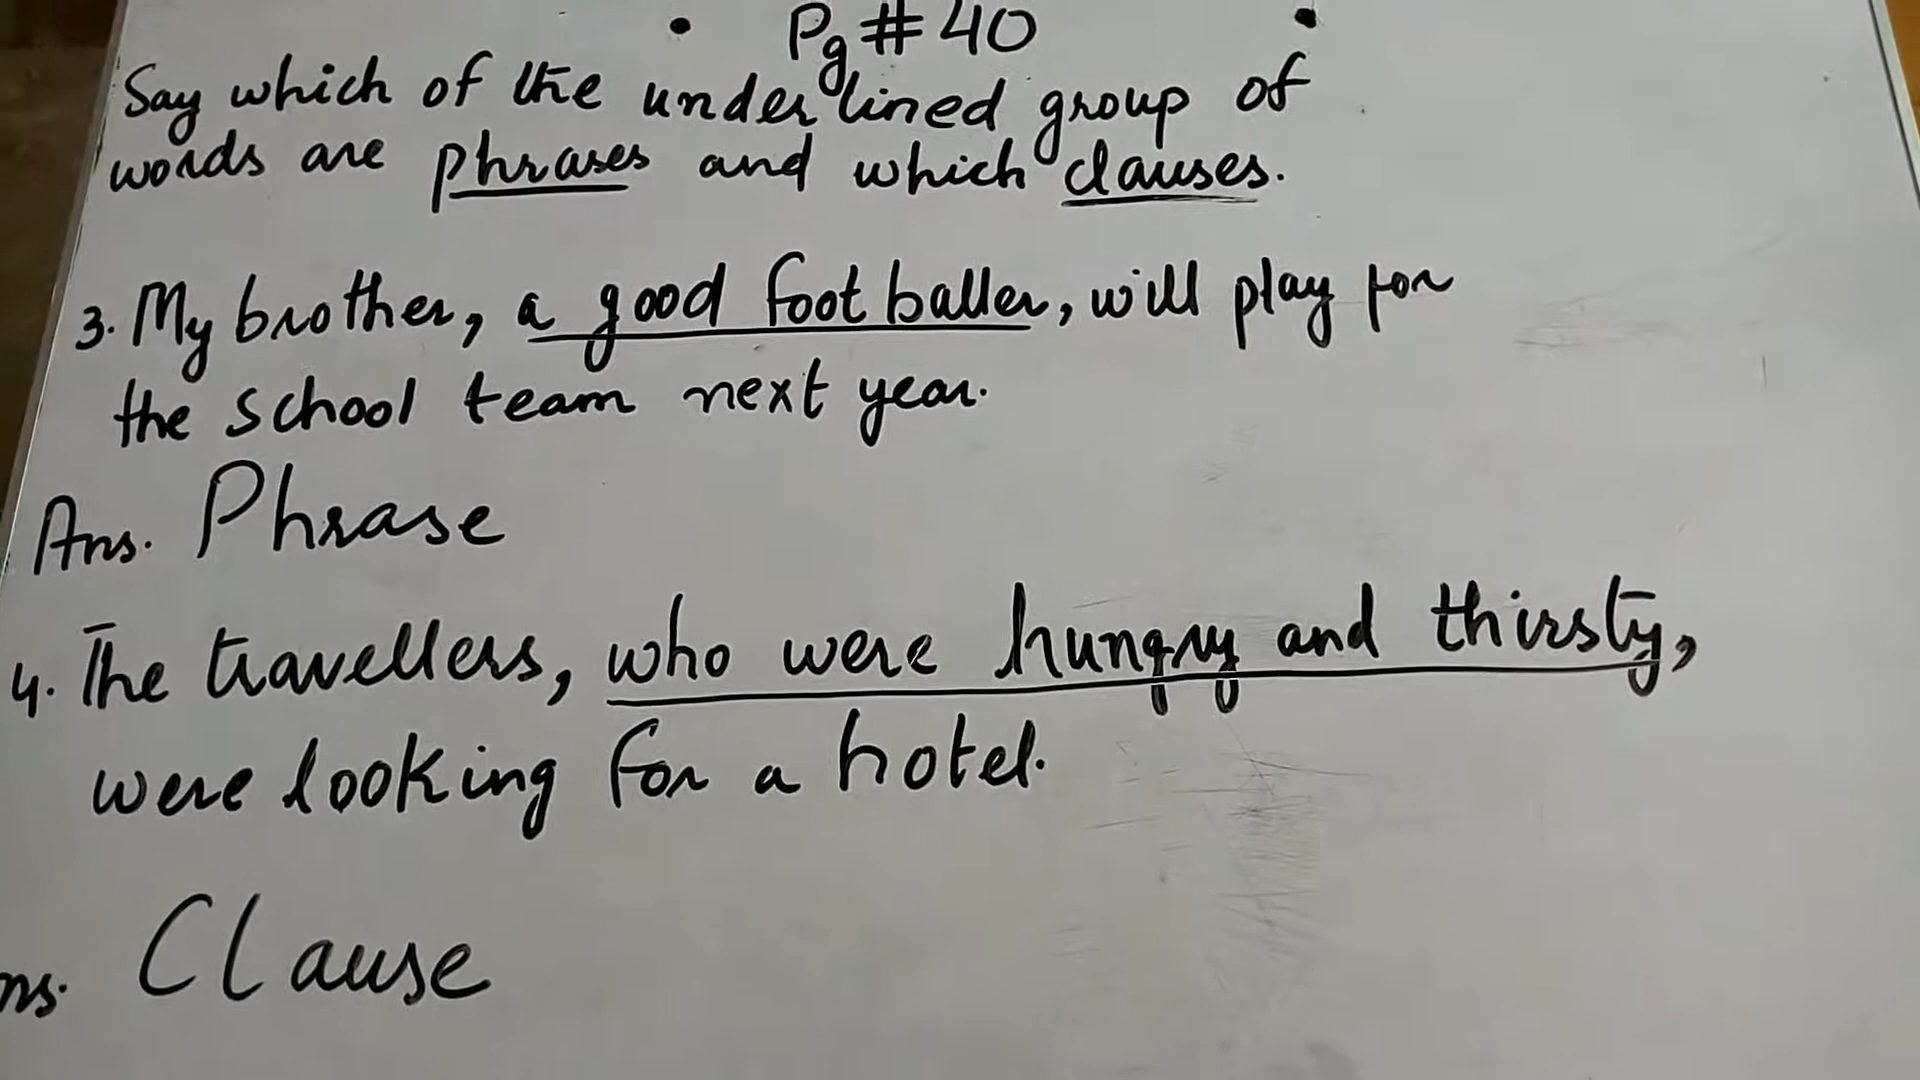 Pg # 40
Say which of the underlined group of
words are phrases and which clauses.
3. My brother, a good footballer, will play for
the school team next year.
Ans. Phrase
4. The travellers, who were hungry and thirsty,
were looking for a hotel.
ns. Clause